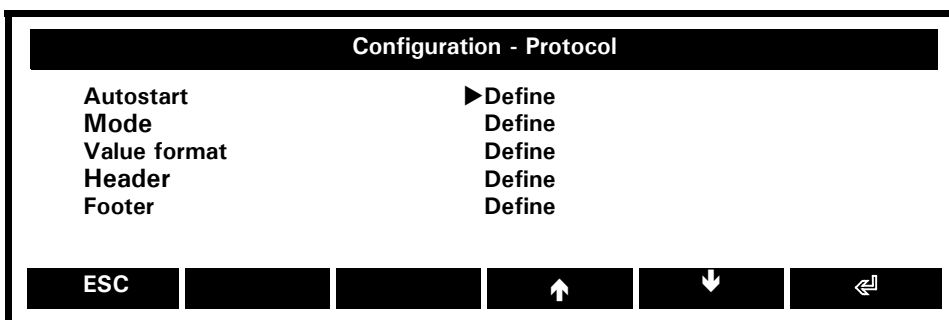 Configuration - Protocol
Autostart ▶Define
Mode Define
Value format Define
Header Define
Footer Define
ESC ↑ ↓ ↵